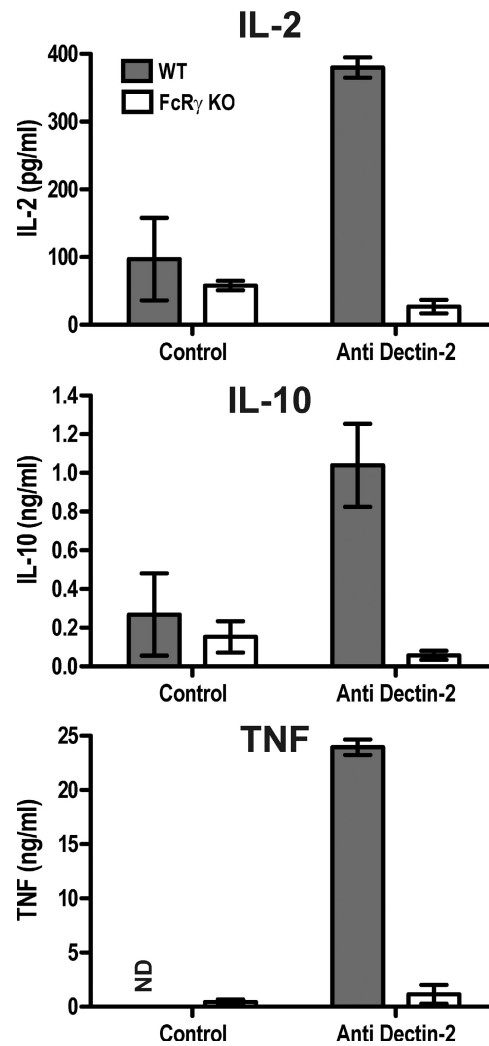 IL-2
400
300
200
100
0
IL-2 (pg/ml)
WT
FcRγ KO
Control
Anti Dectin-2
IL-10
1.4
1.2
1.0
0.8
0.6
0.4
0.2
0.0
IL-10 (ng/ml)
Control
Anti Dectin-2
TNF
25
20
15
10
5
0
TNF (ng/ml)
ND
Control
Anti Dectin-2